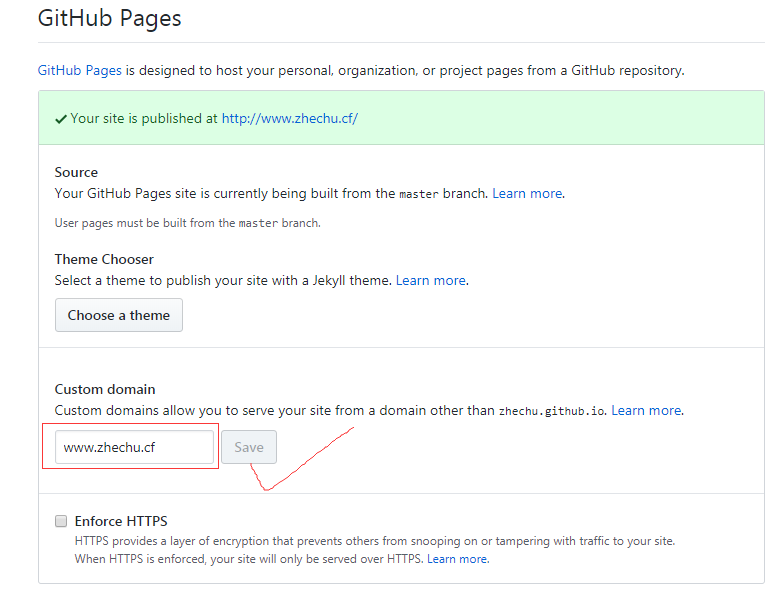 GitHub Pages
GitHub Pages is designed to host your personal, organization, or project pages from a GitHub repository.
Your site is published at http://www.zhechu.cf/
Source
Your GitHub Pages site is currently being built from the master branch. Learn more.
User pages must be built from the master branch.
Theme Chooser
Select a theme to publish your site with a Jekyll theme. Learn more.
Choose a theme
Custom domain
Custom domains allow you to serve your site from a domain other than zhechu.github.io. Learn more.
www.zhechu.cf Save
Enforce HTTPS
HTTPS provides a layer of encryption that prevents others from snooping on or tampering with traffic to your site.
When HTTPS is enforced, your site will only be served over HTTPS. Learn more.